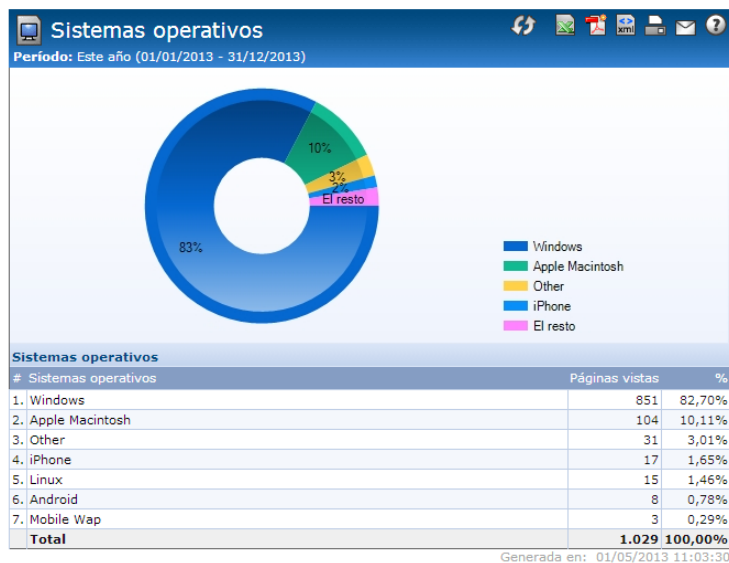 Sistemas operativos
xml
?
Período: Este año (01/01/2013 - 31/12/2013)
10%
3%
2%
El resto
83%
Windows
Apple Macintosh
Other
iPhone
El resto
Sistemas operativos
# Sistemas operativos Páginas vistas %
1. Windows 851 82,70%
2. Apple Macintosh 104 10,11%
3. Other 31 3,01%
4. iPhone 17 1,65%
5. Linux 15 1,46%
6. Android 8 0,78%
7. Mobile Wap 3 0,29%
Total 1.029 100,00%
Generada en: 01/05/2013 11:03:30